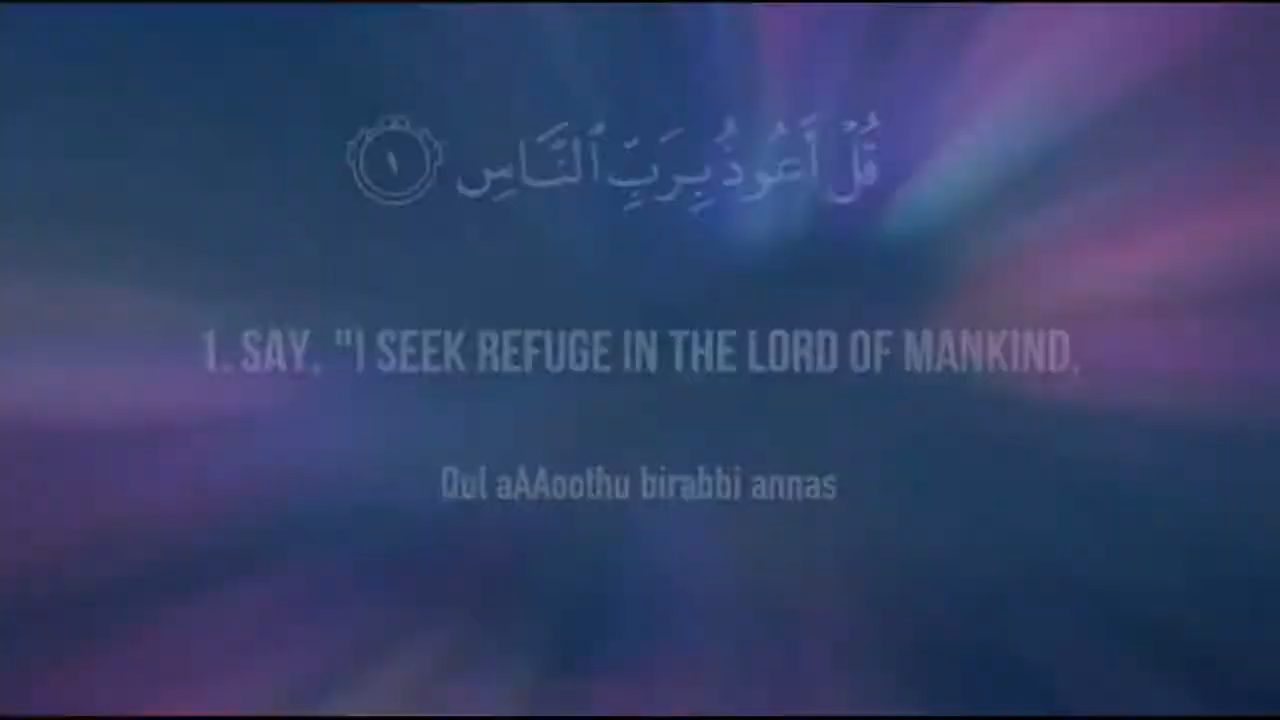 قُلْ أَعُوذُ بِرَبِّ ٱلنَّاسِ ١
1. SAY, "I SEEK REFUGE IN THE LORD OF MANKIND,
Qul aAAoothu birabbi annas